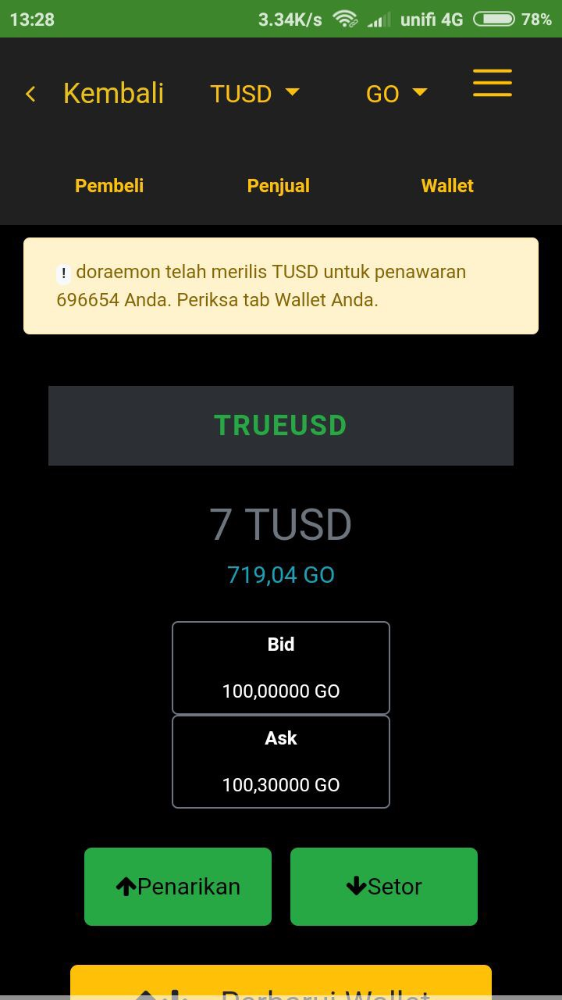 13:28 3.34K/s unifi 4G 78%
Kembali TUSD GO
Pembeli Penjual Wallet
! doraemon telah merilis TUSD untuk penawaran
696654 Anda. Periksa tab Wallet Anda.
TRUEUSD
7 TUSD
719,04 GO
Bid
100,00000 GO
Ask
100,30000 GO
Penarikan Setor
Perbarui Wallet